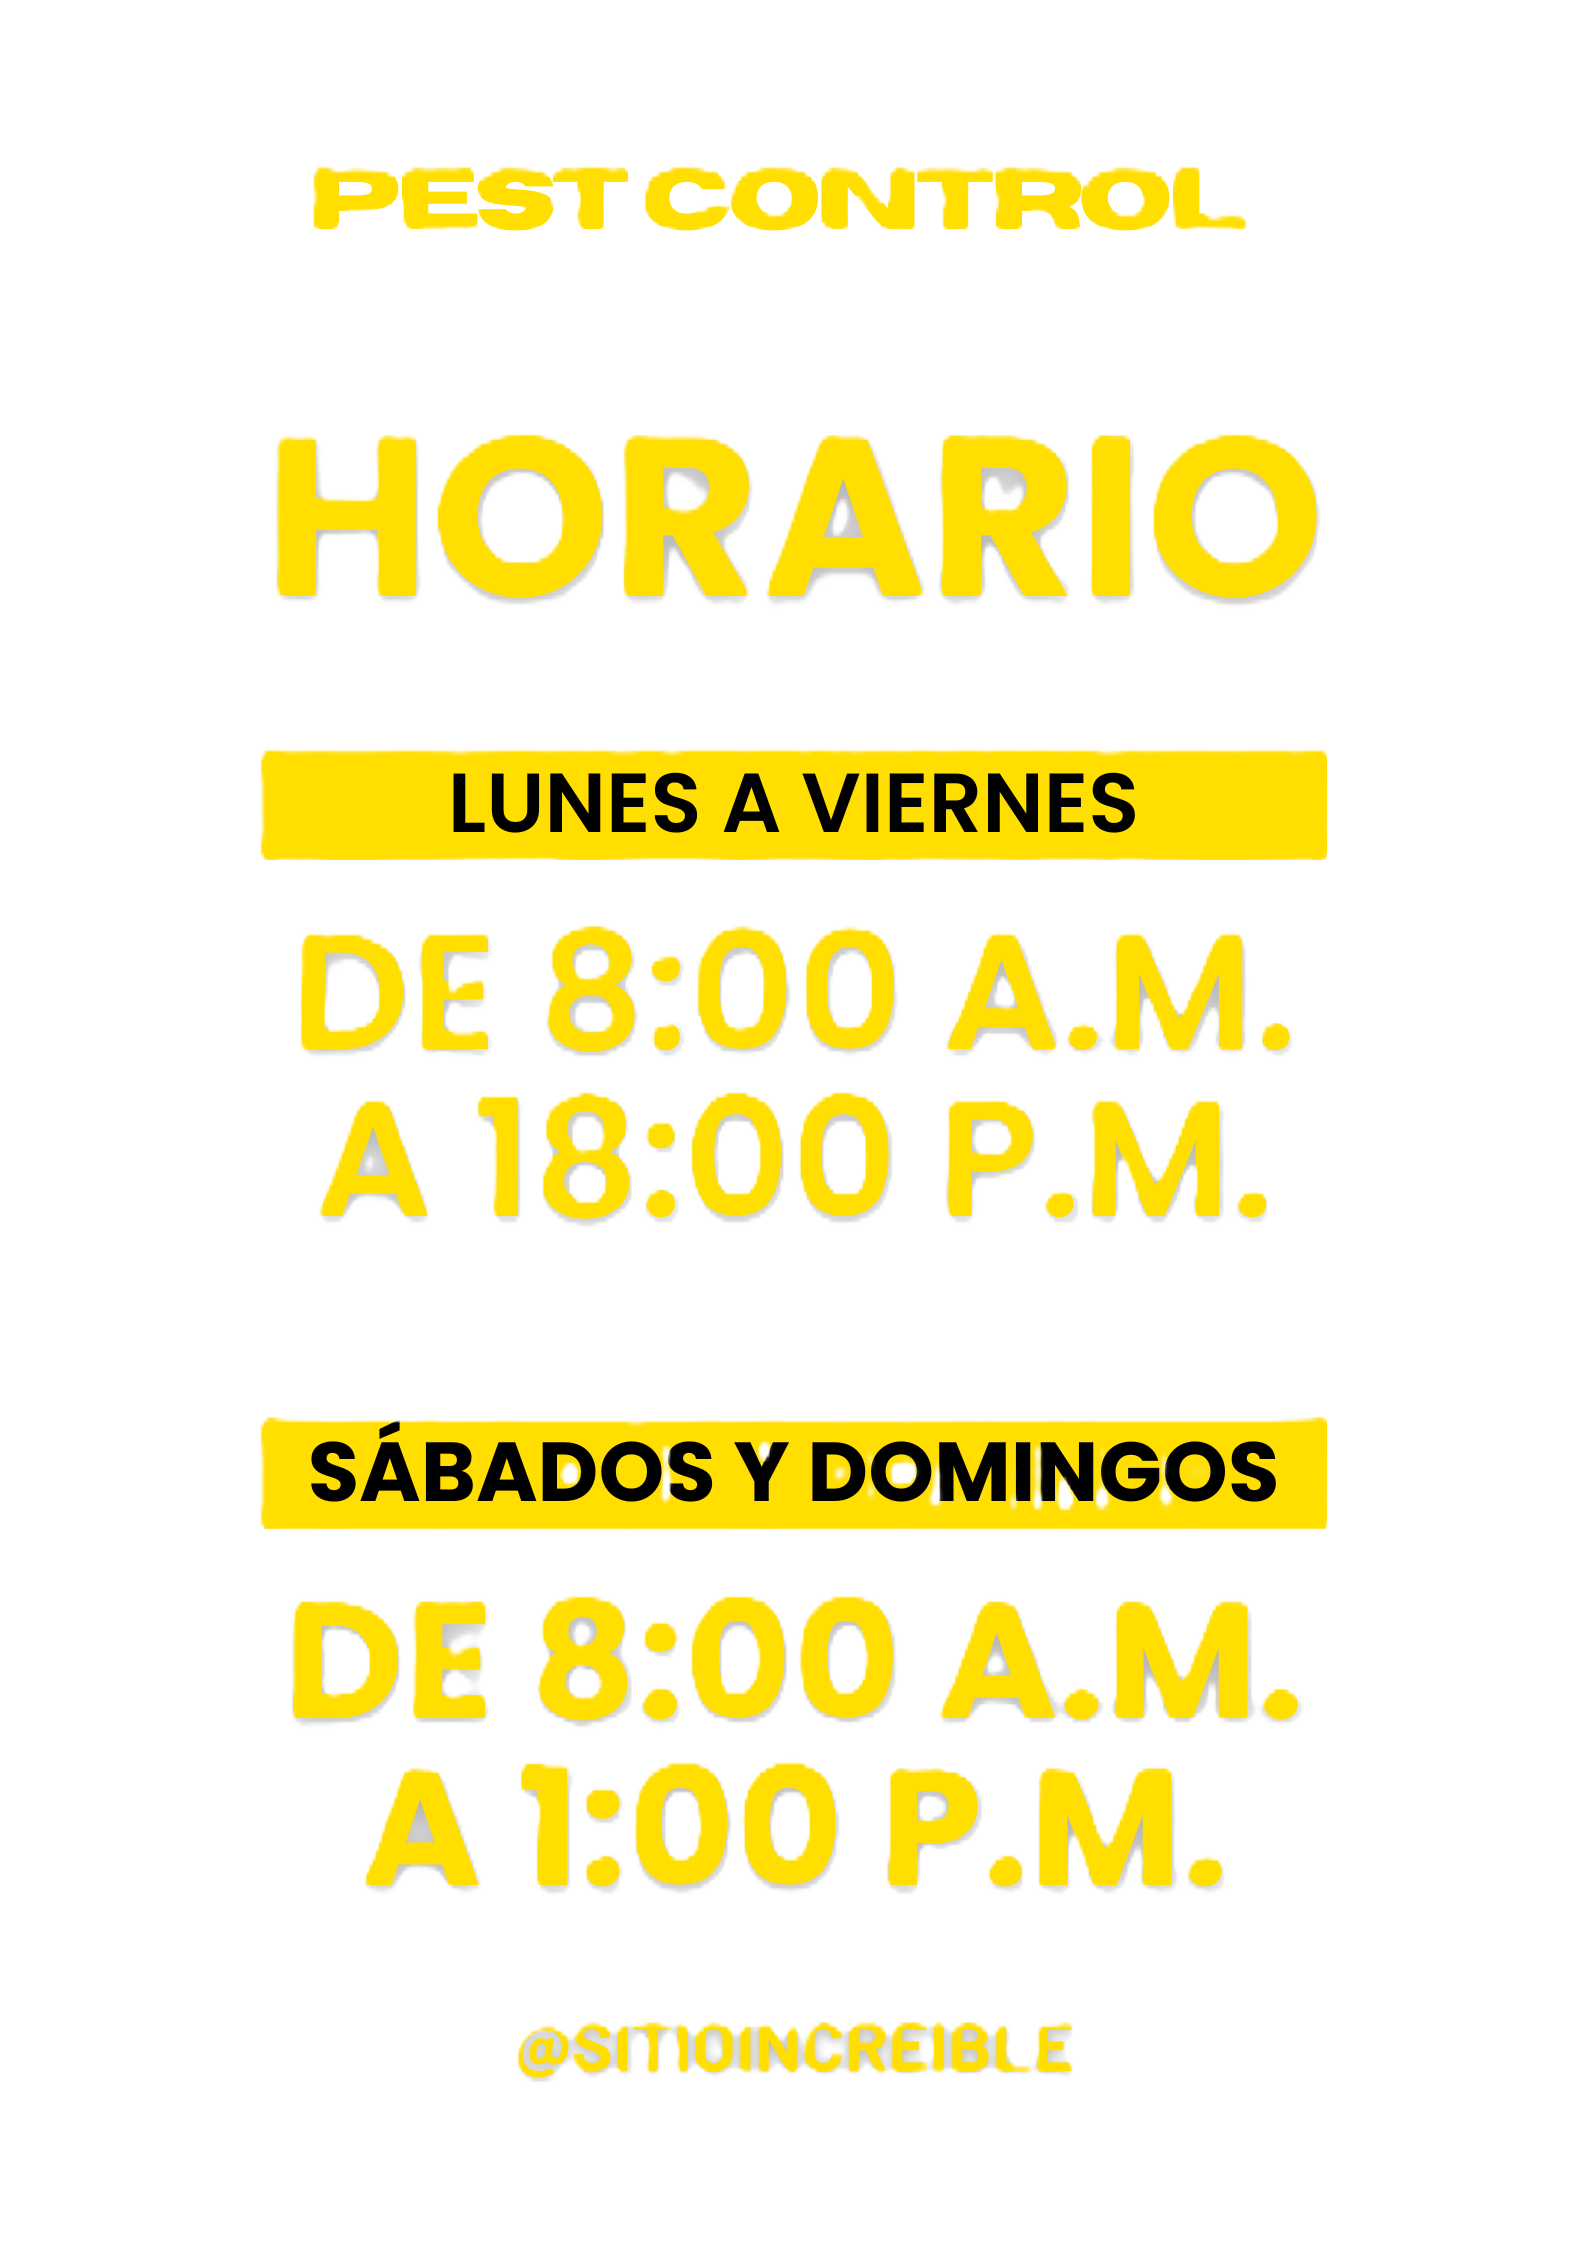 PEST CONTROL
HORARIO
LUNES A VIERNES
DE 8:00 A.M.
A 18:00 P.M.
SÁBADOS Y DOMINGOS
DE 8:00 A.M.
A 1:00 P.M.
@SITIOINCREIBLE